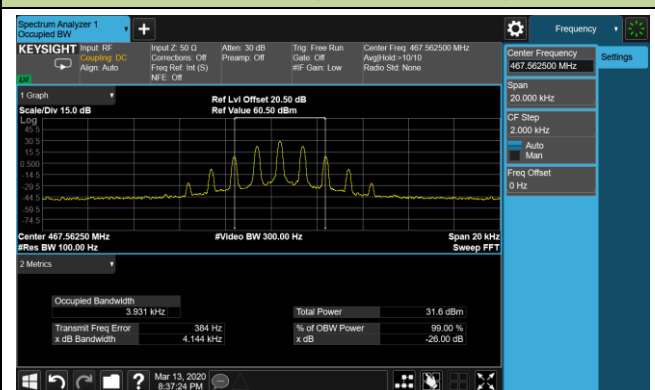 Spectrum Analyzer 1
Occupied BW
Frequency
KEYSIGHT
Input: RF
Coupling: DC
Align: Auto
Input Z: 50 Ω
Corrections: Off
Freq Ref: Int (S)
NFE: Off
Atten: 30 dB
Preamp: Off
Trig: Free Run
Gate: Off
#IF Gain: Low
Center Freq: 467.562500 MHz
Avg|Hold:>10/10
Radio Std: None
Center Frequency
467.562500 MHz
Settings
Span
20.000 kHz
CF Step
2.000 kHz
Auto
Man
Freq Offset
0 Hz
1 Graph
Scale/Div 15.0 dB
Ref Lvl Offset 20.50 dB
Ref Value 60.50 dBm
Log
45.5
30.5
15.5
0.500
-14.5
-29.5
-44.5
-59.5
-74.5
Center 467.56250 MHz
#Res BW 100.00 Hz
#Video BW 300.00 Hz
Span 20 kHz
Sweep FFT
2 Metrics
Occupied Bandwidth
3.931 kHz
Total Power 31.6 dBm
Transmit Freq Error 384 Hz
% of OBW Power 99.00 %
x dB Bandwidth 4.144 kHz
x dB -26.00 dB
?
Mar 13, 2020
8:37:24 PM